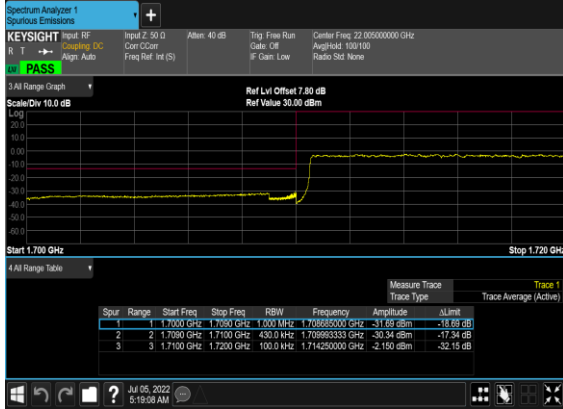 Spectrum Analyzer 1
Spurious Emissions
+
KEYSIGHT Input: RF Input Z: 50 Ω Atten: 40 dB Trig: Free Run Center Freq: 22.005000000 GHz
R T Coupling: DC Corr CCorr Gate: Off Avg|Hold: 100/100
Align: Auto Freq Ref: Int (S) IF Gain: Low Radio Std: None
PASS
3 All Range Graph
Ref Lvl Offset 7.80 dB
Scale/Div 10.0 dB Ref Value 30.00 dBm
Log
20.0
10.0
0.00
-10.0
-20.0
-30.0
-40.0
-50.0
-60.0
Start 1.700 GHz Stop 1.720 GHz
4 All Range Table
Measure Trace Trace 1
Trace Type Trace Average (Active)
Spur Range Start Freq Stop Freq RBW Frequency Amplitude ΔLimit
1 1 1.7000 GHz 1.7090 GHz 1.000 MHz 1.708685000 GHz -31.69 dBm -18.69 dB
2 2 1.7090 GHz 1.7100 GHz 430.0 kHz 1.709993333 GHz -30.34 dBm -17.34 dB
3 3 1.7100 GHz 1.7200 GHz 100.0 kHz 1.714250000 GHz -2.150 dBm -32.15 dB
? Jul 05, 2022
5:19:08 AM